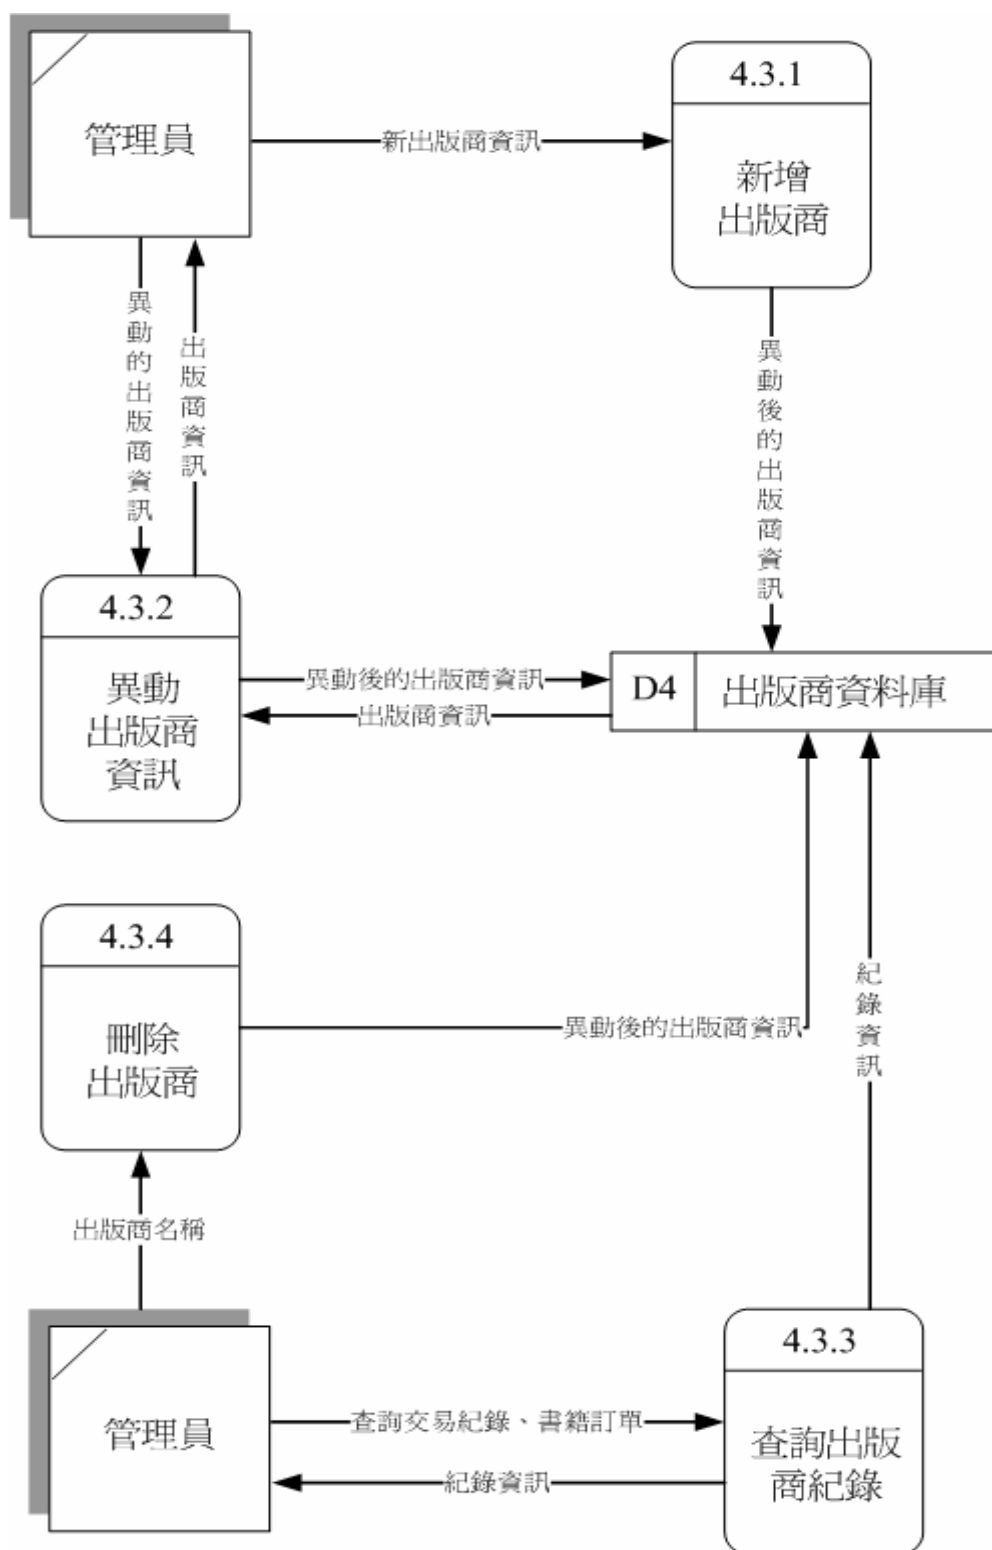 管理員
新出版商資訊
4.3.1
新增
出版商
異動的出版商資訊
出版商資訊
異動後的出版商資訊
4.3.2
異動
出版商
資訊
異動後的出版商資訊
出版商資訊
D4
出版商資料庫
4.3.4
刪除
出版商
異動後的出版商資訊
紀錄資訊
出版商名稱
管理員
查詢交易紀錄、書籍訂單
紀錄資訊
4.3.3
查詢出版
商紀錄